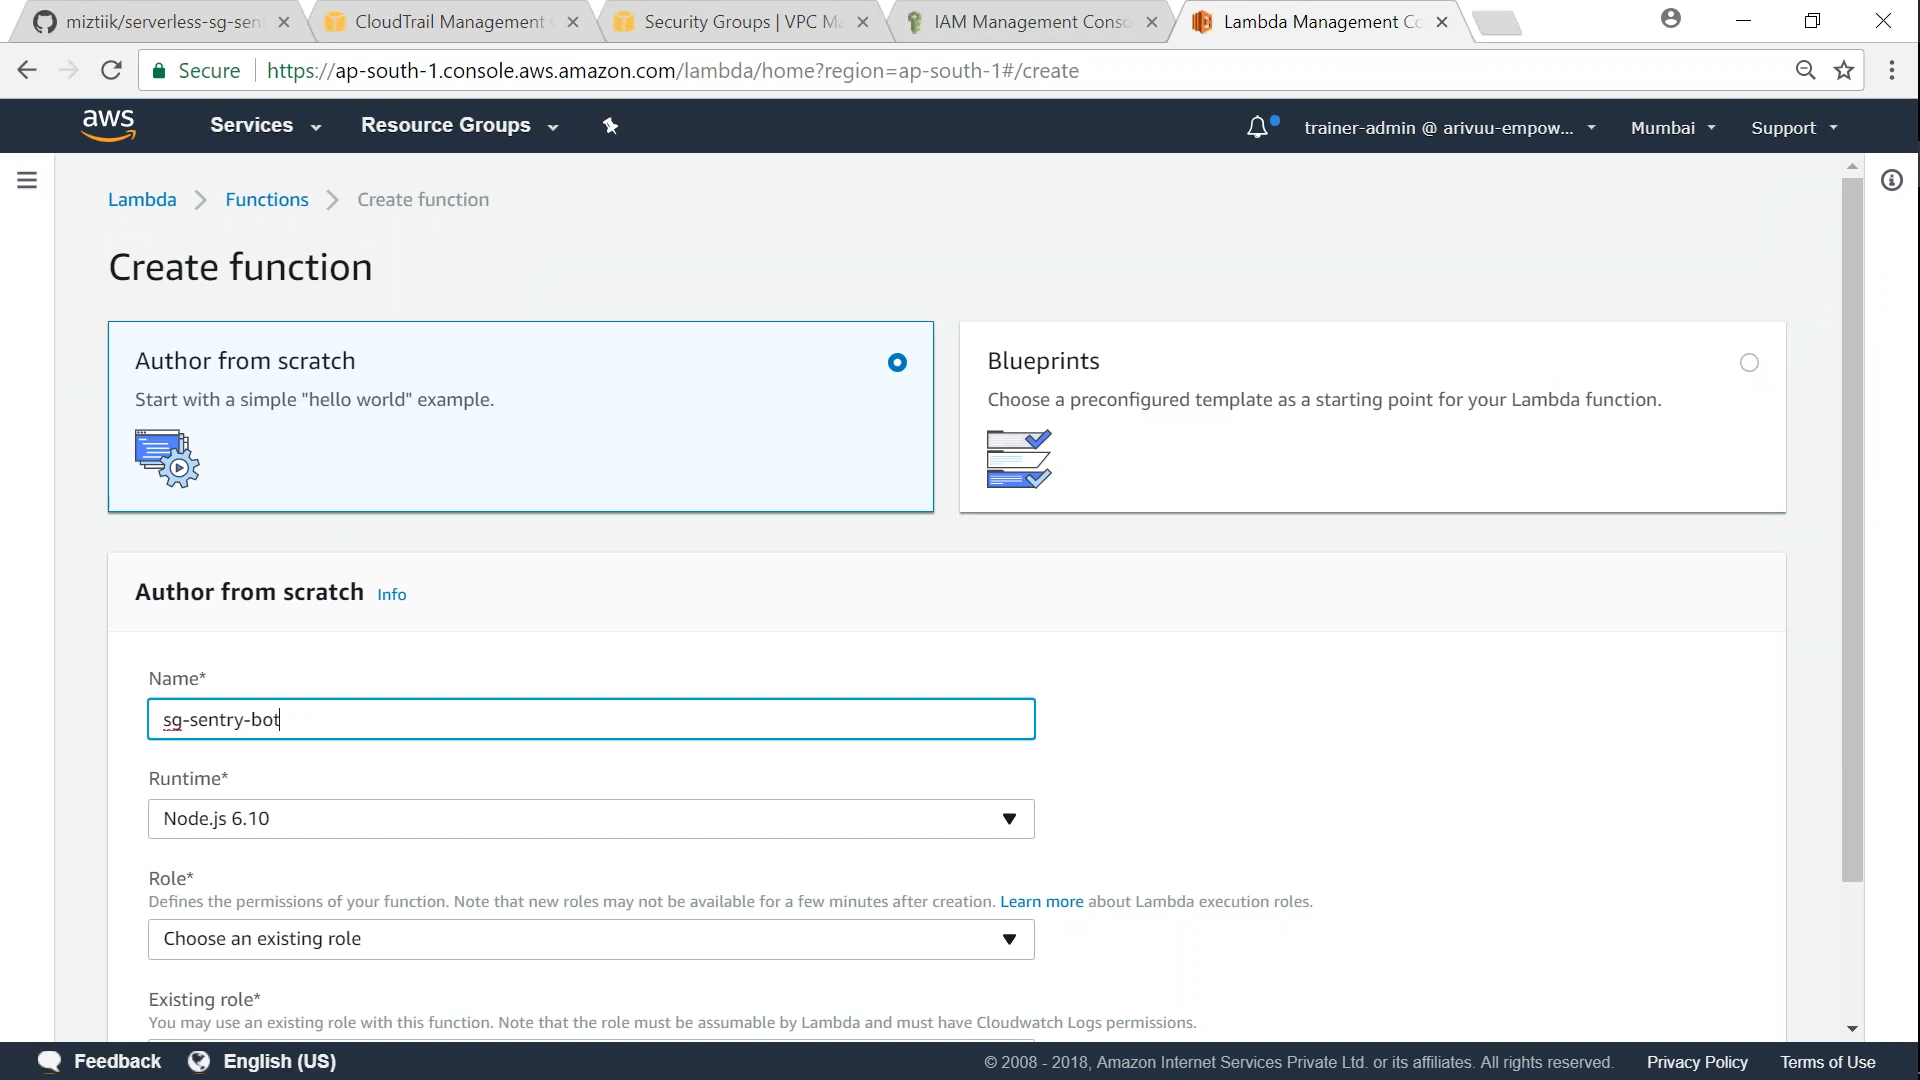 miztiik/serverless-sg-sen
CloudTrail Management
Security Groups | VPC Ma
IAM Management Conso
Lambda Management Co
Secure
https://ap-south-1.console.aws.amazon.com/lambda/home?region=ap-south-1#/create
aws
Services
Resource Groups
trainer-admin @ arivuu-empow...
Mumbai
Support
Lambda
Functions
Create function
Create function
Author from scratch
Start with a simple "hello world" example.
Blueprints
Choose a preconfigured template as a starting point for your Lambda function.
Author from scratch
Info
Name*
sg-sentry-bot
Runtime*
Node.js 6.10
Role*
Defines the permissions of your function. Note that new roles may not be available for a few minutes after creation. Learn more about Lambda execution roles.
Choose an existing role
Existing role*
You may use an existing role with this function. Note that the role must be assumable by Lambda and must have Cloudwatch Logs permissions.
Feedback
English (US)
© 2008 - 2018, Amazon Internet Services Private Ltd. or its affiliates. All rights reserved.
Privacy Policy
Terms of Use